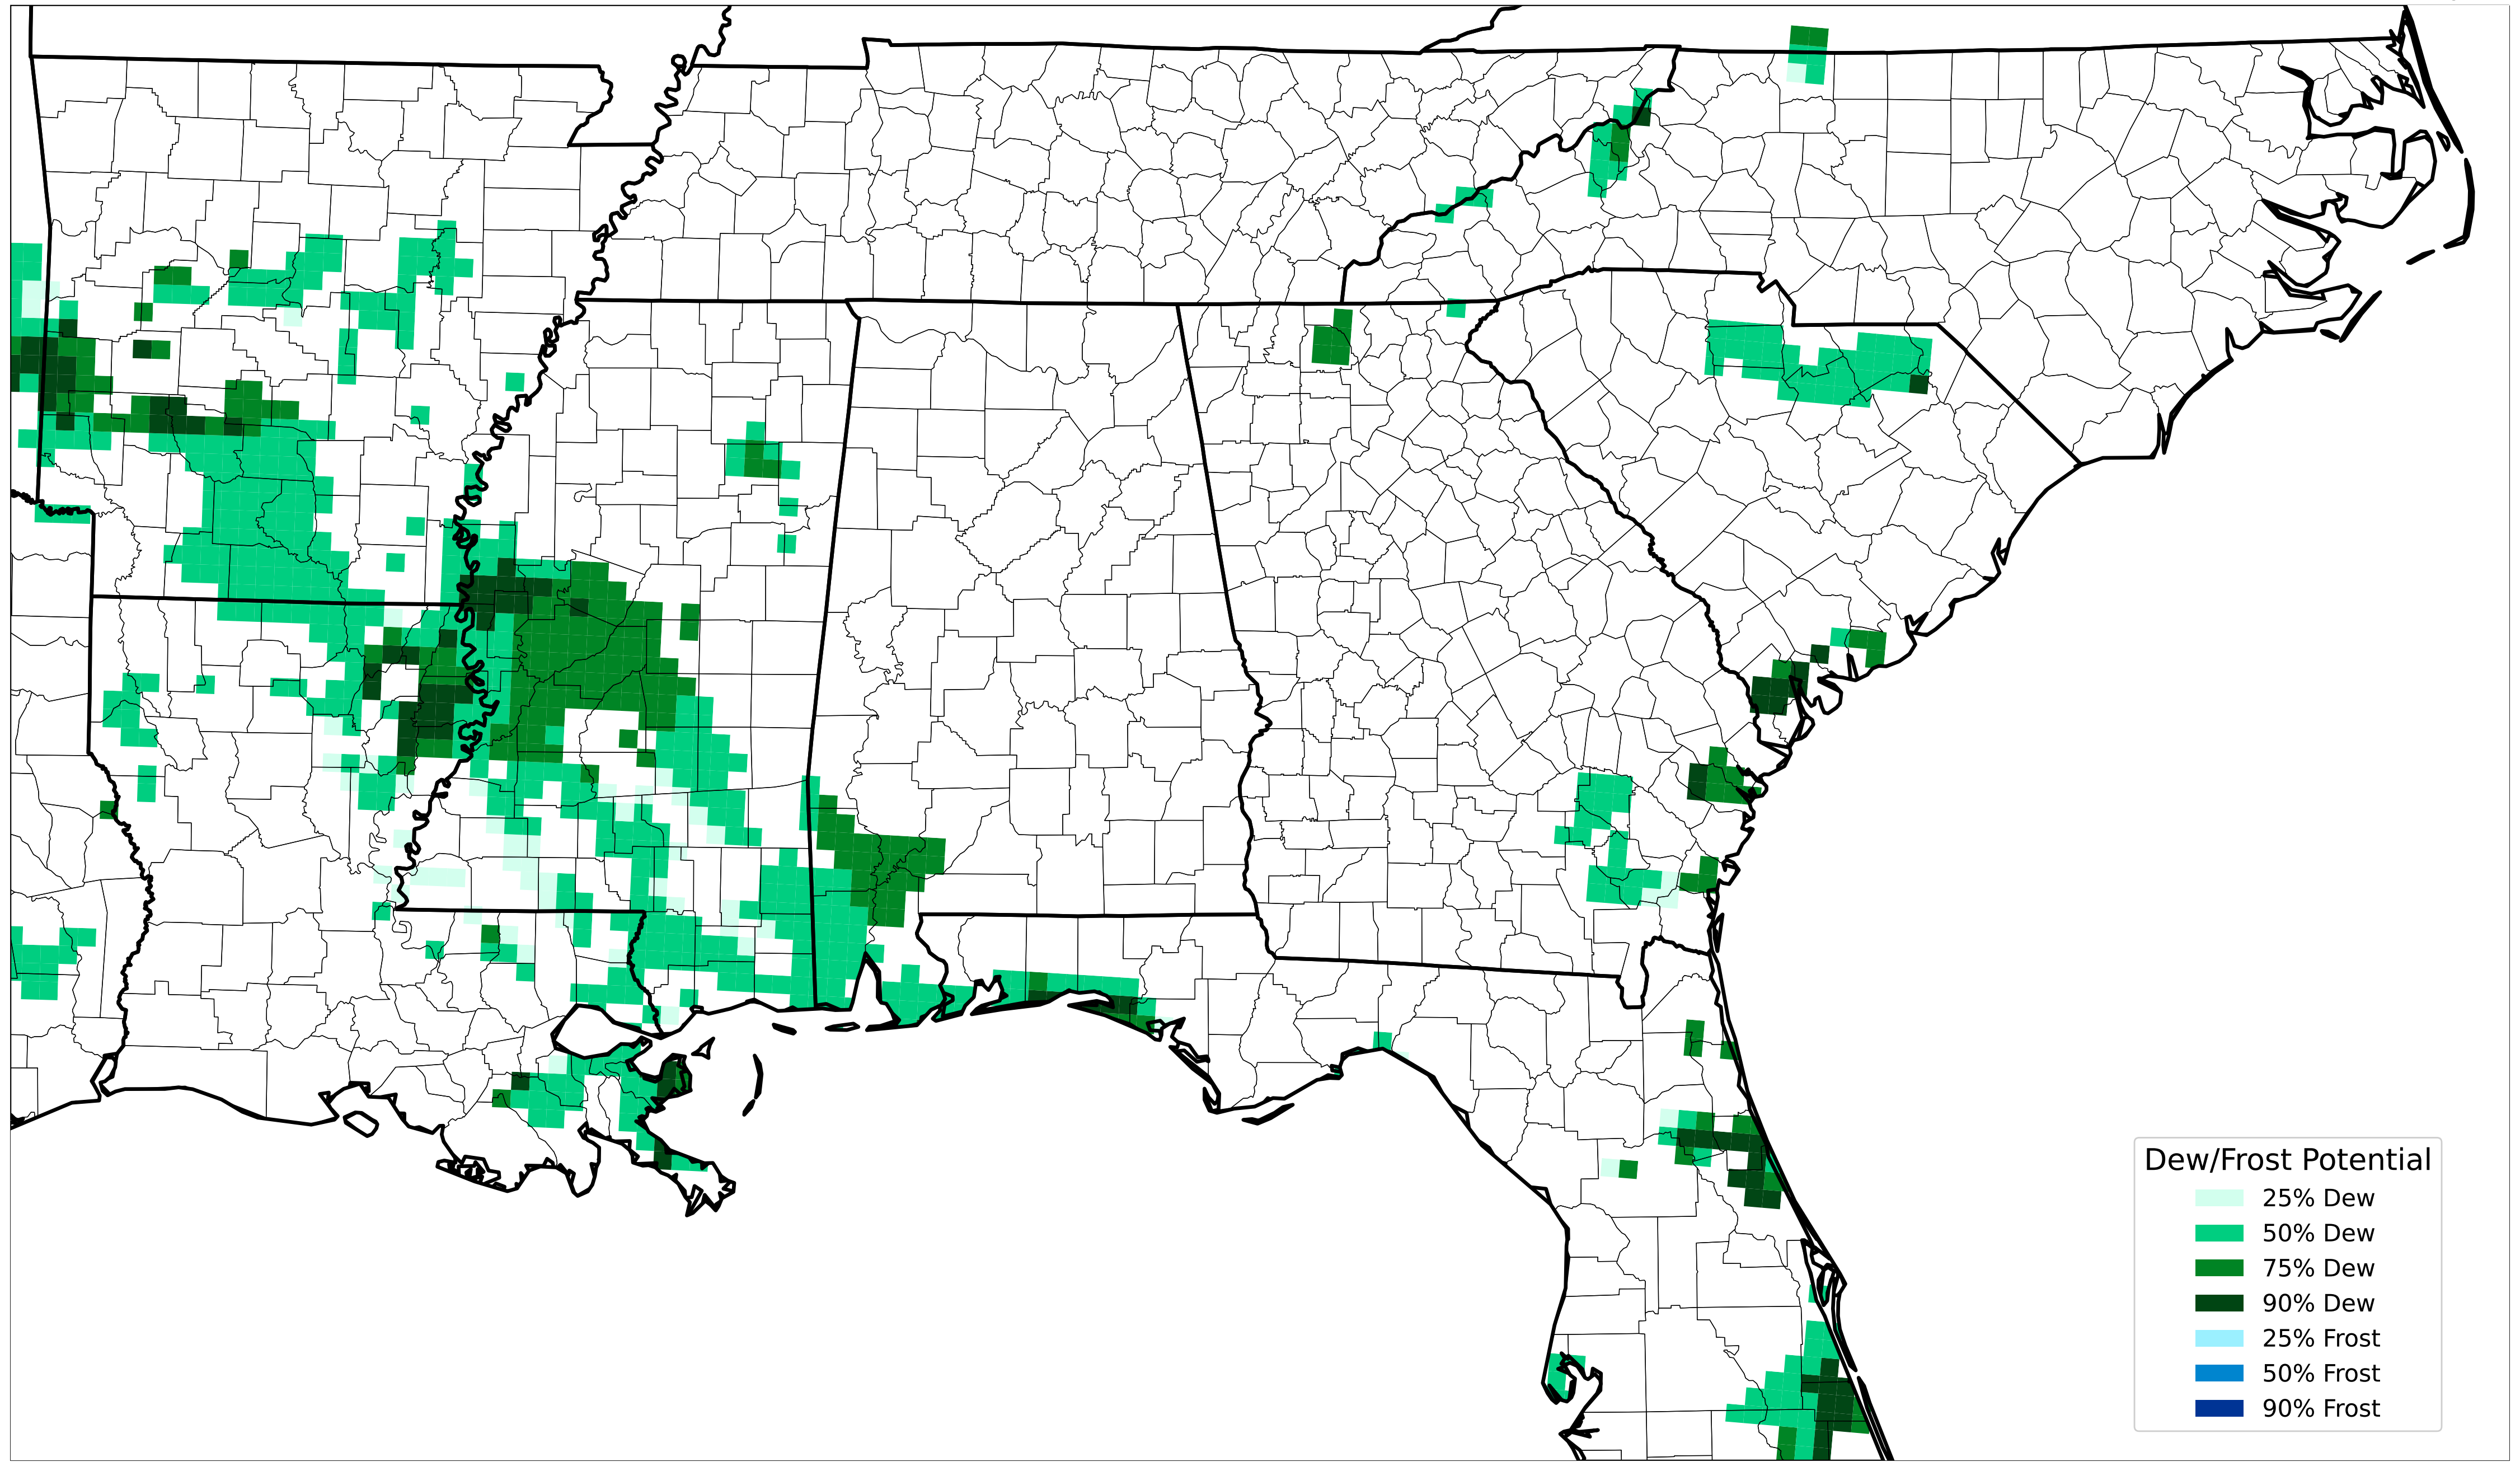 Dew/Frost Potential
25% Dew
50% Dew
75% Dew
90% Dew
25% Frost
50% Frost
90% Frost